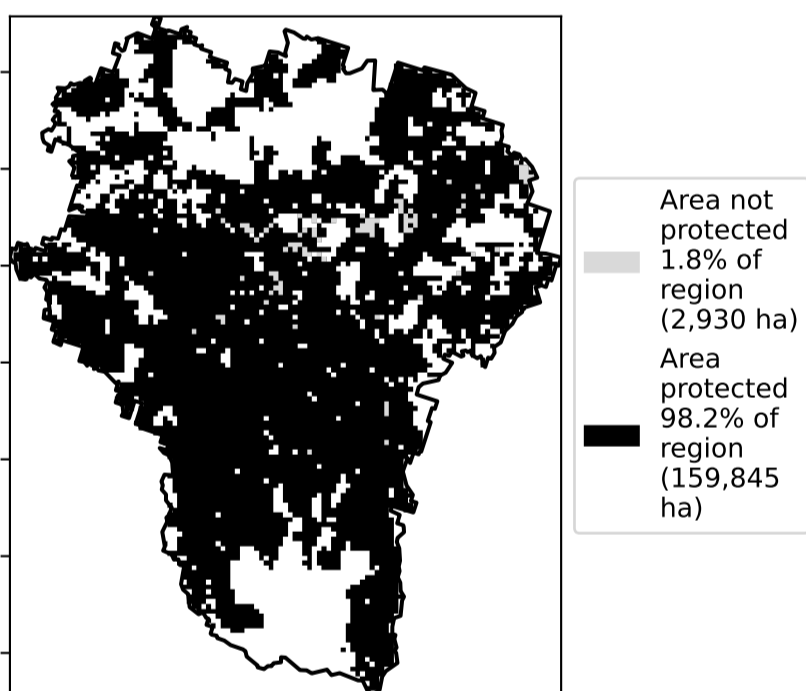 Area not
protected
1.8% of
region
(2,930 ha)
Area
protected
98.2% of
region
(159,845
ha)